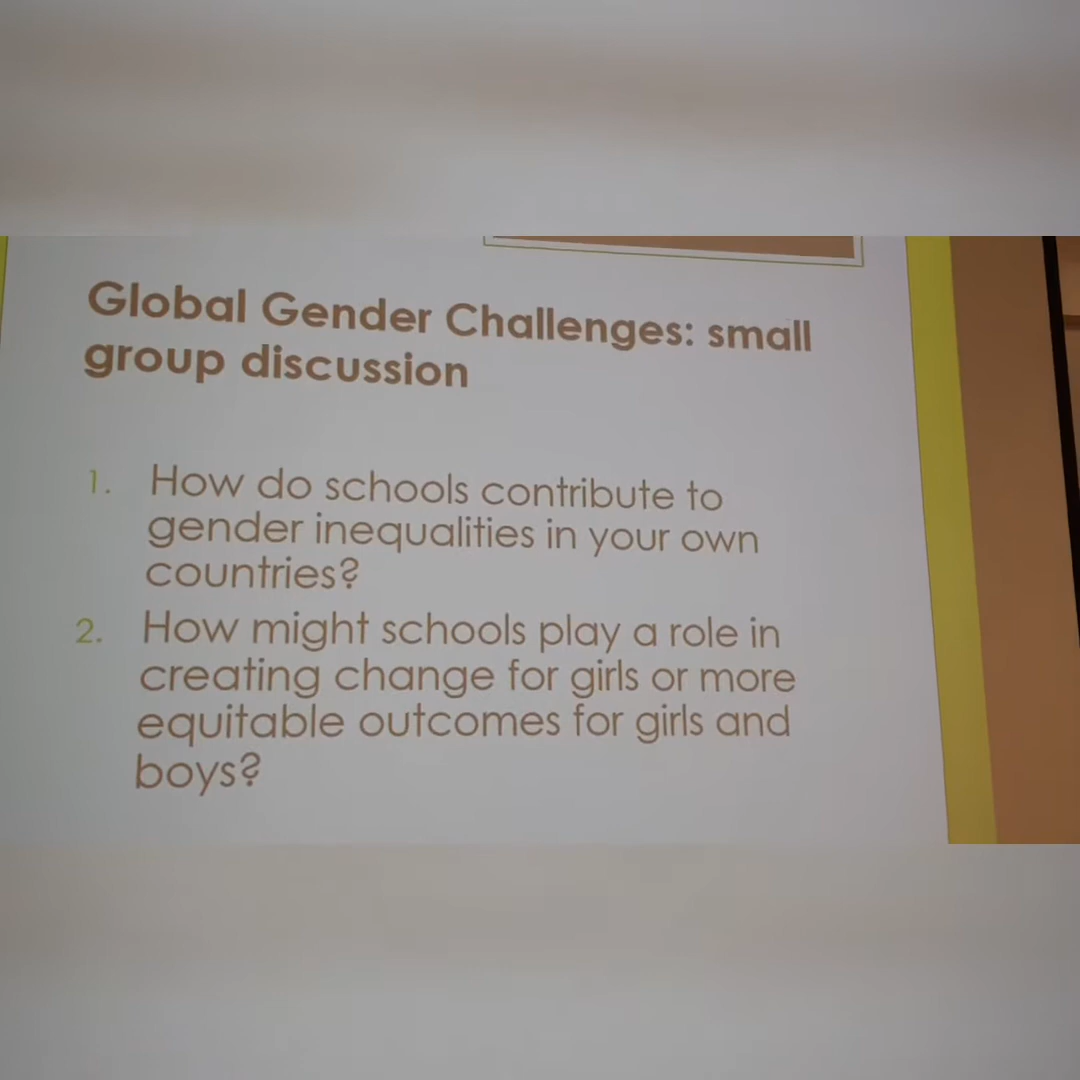 Global Gender Challenges: small
group discussion
1. How do schools contribute to
gender inequalities in your own
countries?
2. How might schools play a role in
creating change for girls or more
equitable outcomes for girls and
boys?